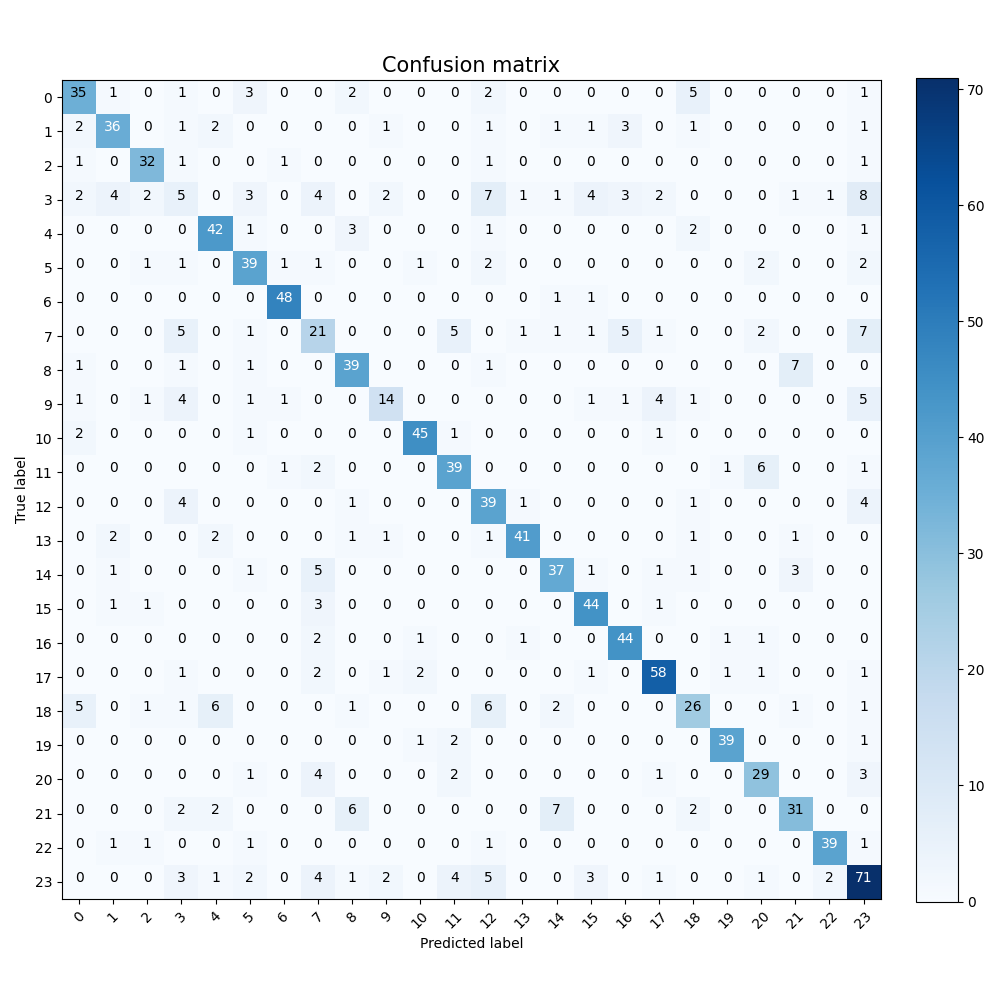 Confusion matrix
0 35 1 0 1 0 3 0 0 2 0 0 0 2 0 0 0 0 0 5 0 0 0 0 1
1 2 36 0 1 2 0 0 0 0 1 0 0 1 0 1 1 3 0 1 0 0 0 0 1
2 1 0 32 1 0 0 1 0 0 0 0 0 1 0 0 0 0 0 0 0 0 0 0 1
3 2 4 2 5 0 3 0 4 0 2 0 0 7 1 1 4 3 2 0 0 0 1 1 8
4 0 0 0 0 42 1 0 0 3 0 0 0 1 0 0 0 0 0 2 0 0 0 0 1
5 0 0 1 1 0 39 1 1 0 0 1 0 2 0 0 0 0 0 0 0 2 0 0 2
6 0 0 0 0 0 0 48 0 0 0 0 0 0 0 1 1 0 0 0 0 0 0 0 0
7 0 0 0 5 0 1 0 21 0 0 0 5 0 1 1 1 5 1 0 0 2 0 0 7
8 1 0 0 1 0 1 0 0 39 0 0 0 1 0 0 0 0 0 0 0 0 7 0 0
9 1 0 1 4 0 1 1 0 0 14 0 0 0 0 0 1 1 4 1 0 0 0 0 5
10 2 0 0 0 0 1 0 0 0 0 45 1 0 0 0 0 0 1 0 0 0 0 0 0
11 0 0 0 0 0 0 1 2 0 0 0 39 0 0 0 0 0 0 0 1 6 0 0 1
12 0 0 0 4 0 0 0 0 1 0 0 0 39 1 0 0 0 0 1 0 0 0 0 4
13 0 2 0 0 2 0 0 0 1 1 0 0 1 41 0 0 0 0 1 0 0 1 0 0
14 0 1 0 0 0 1 0 5 0 0 0 0 0 0 37 1 0 1 1 0 0 3 0 0
15 0 1 1 0 0 0 0 3 0 0 0 0 0 0 0 44 0 1 0 0 0 0 0 0
16 0 0 0 0 0 0 0 2 0 0 1 0 0 1 0 0 44 0 0 1 1 0 0 0
17 0 0 0 1 0 0 0 2 0 1 2 0 0 0 0 1 0 58 0 1 1 0 0 1
18 5 0 1 1 6 0 0 0 1 0 0 0 6 0 2 0 0 0 26 0 0 1 0 1
19 0 0 0 0 0 0 0 0 0 0 1 2 0 0 0 0 0 0 0 39 0 0 0 1
20 0 0 0 0 0 1 0 4 0 0 0 2 0 0 0 0 0 1 0 0 29 0 0 3
21 0 0 0 2 2 0 0 0 6 0 0 0 0 0 7 0 0 0 2 0 0 31 0 0
22 0 1 1 0 0 1 0 0 0 0 0 0 1 0 0 0 0 0 0 0 0 0 39 1
23 0 0 0 3 1 2 0 4 1 2 0 4 5 0 0 3 0 1 0 0 1 0 2 71
0 1 2 3 4 5 6 7 8 9 10 11 12 13 14 15 16 17 18 19 20 21 22 23
Predicted label
True label
70
60
50
40
30
20
10
0